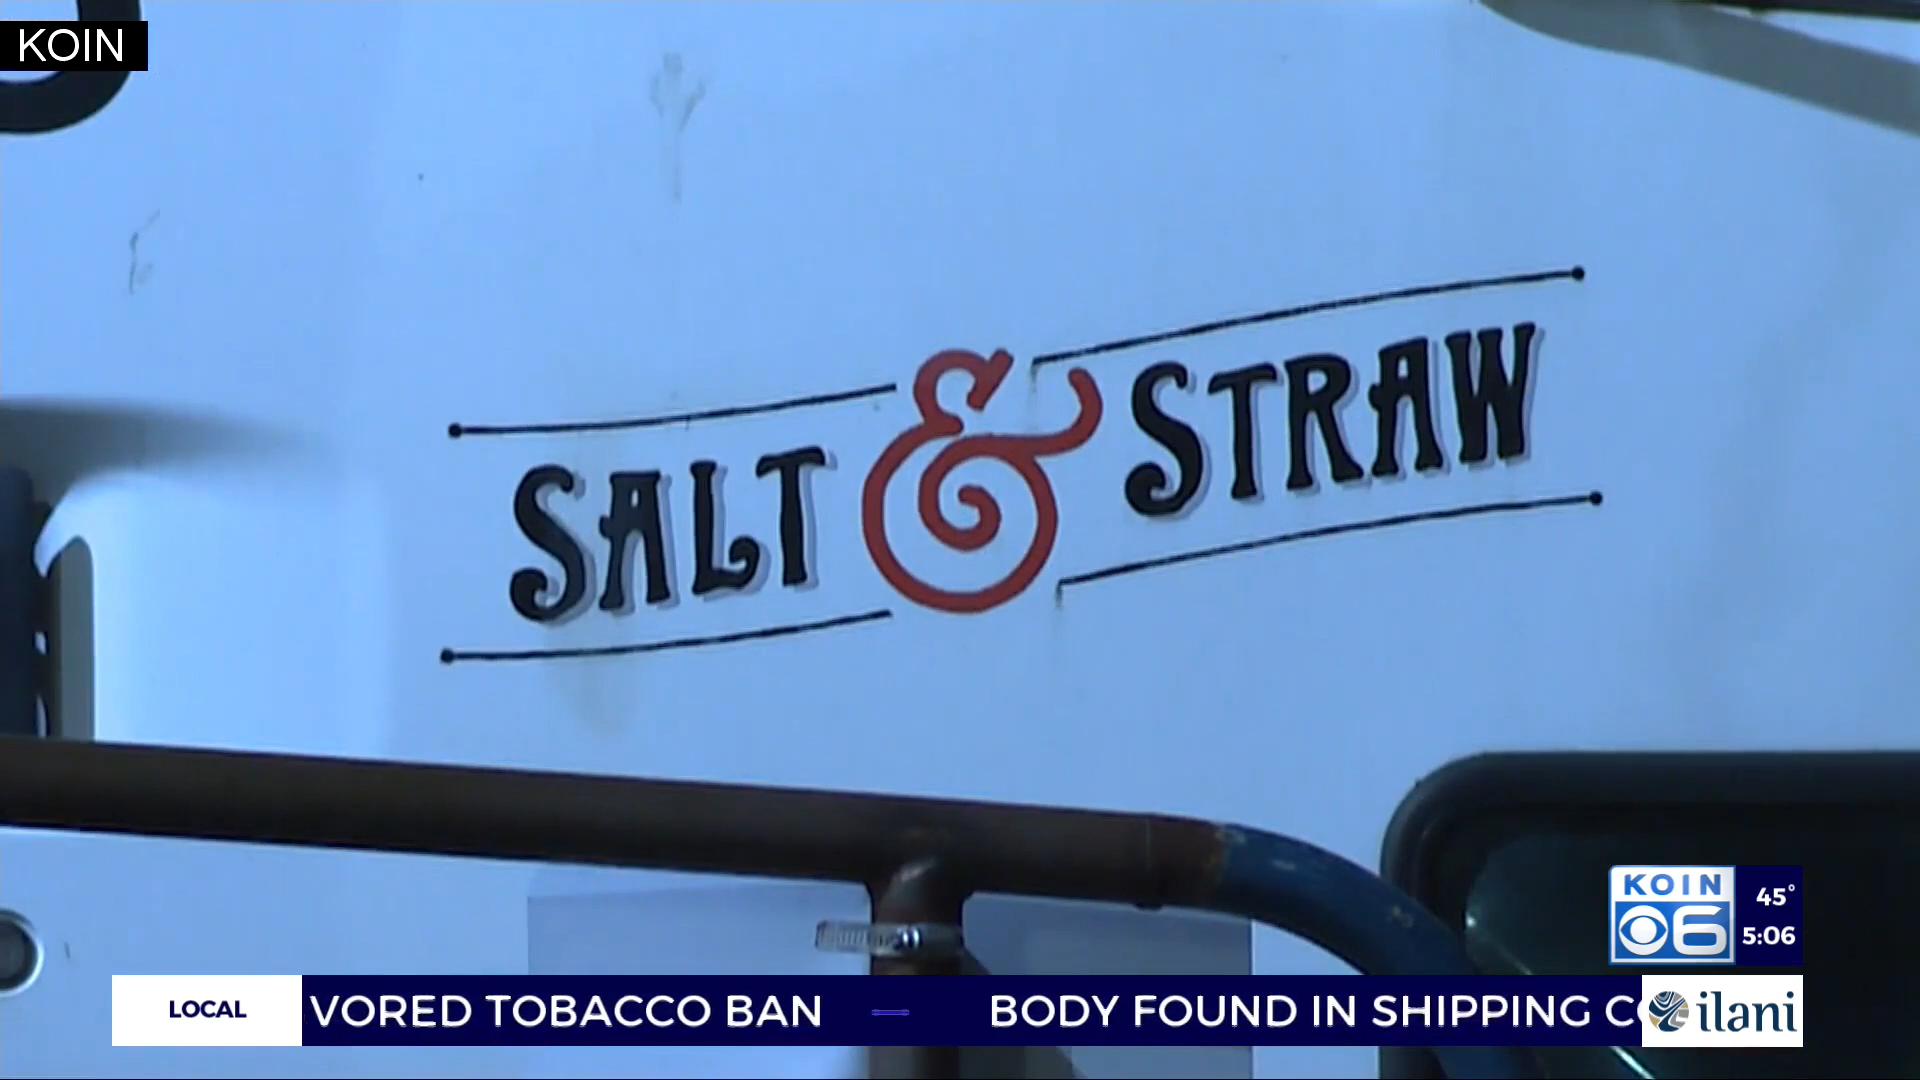 KOIN
SALT & STRAW
KOIN
6
45°
5:06
LOCAL
VORED TOBACCO BAN — BODY FOUND IN SHIPPING
ilani